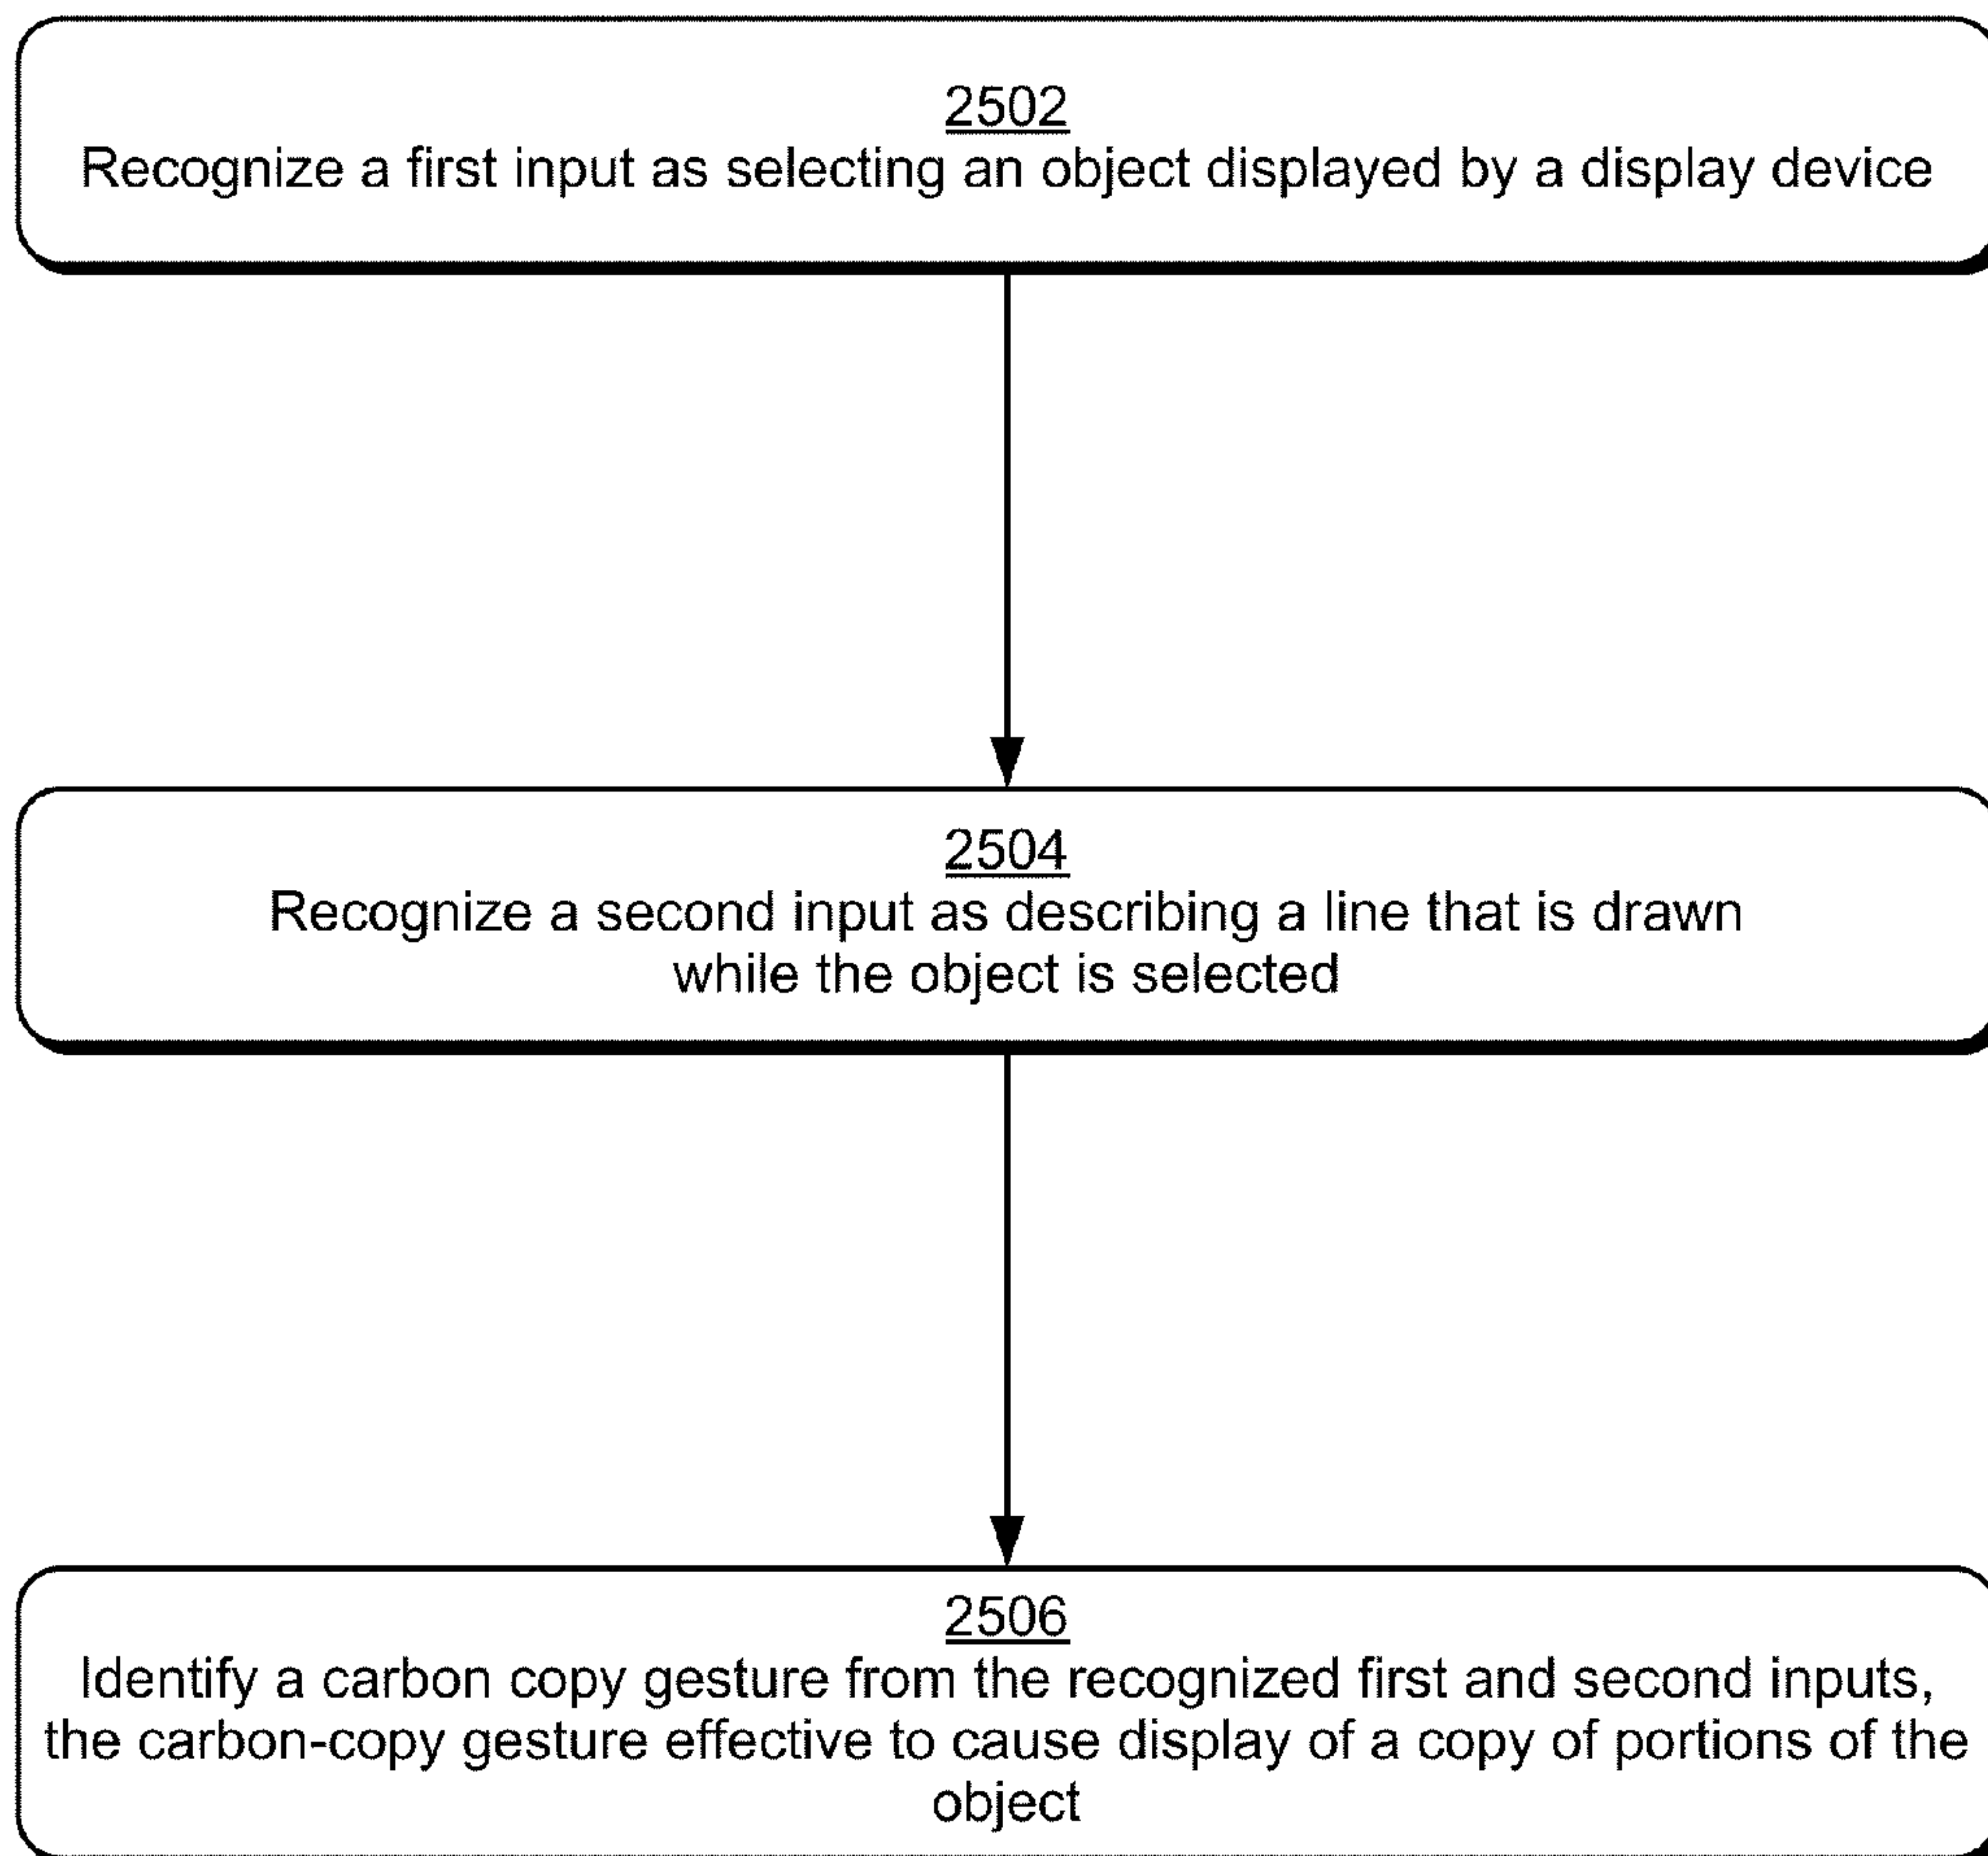 2502
Recognize a first input as selecting an object displayed by a display device
2504
Recognize a second input as describing a line that is drawn
while the object is selected
2506
Identify a carbon copy gesture from the recognized first and second inputs,
the carbon-copy gesture effective to cause display of a copy of portions of the
object